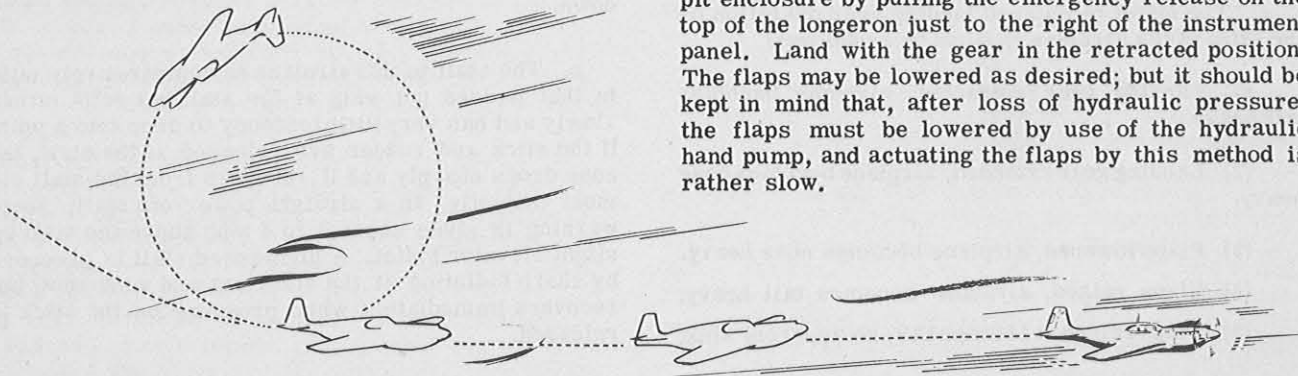 pit enclosure by pulling the emergency release on the
top of the longeron just to the right of the instrumen
panel. Land with the gear in the retracted position
The flaps may be lowered as desired; but it should be
kept in mind that, after loss of hydraulic pressure
the flaps must be lowered by use of the hydraulic
hand pump, and actuating the flaps by this method i
rather slow.